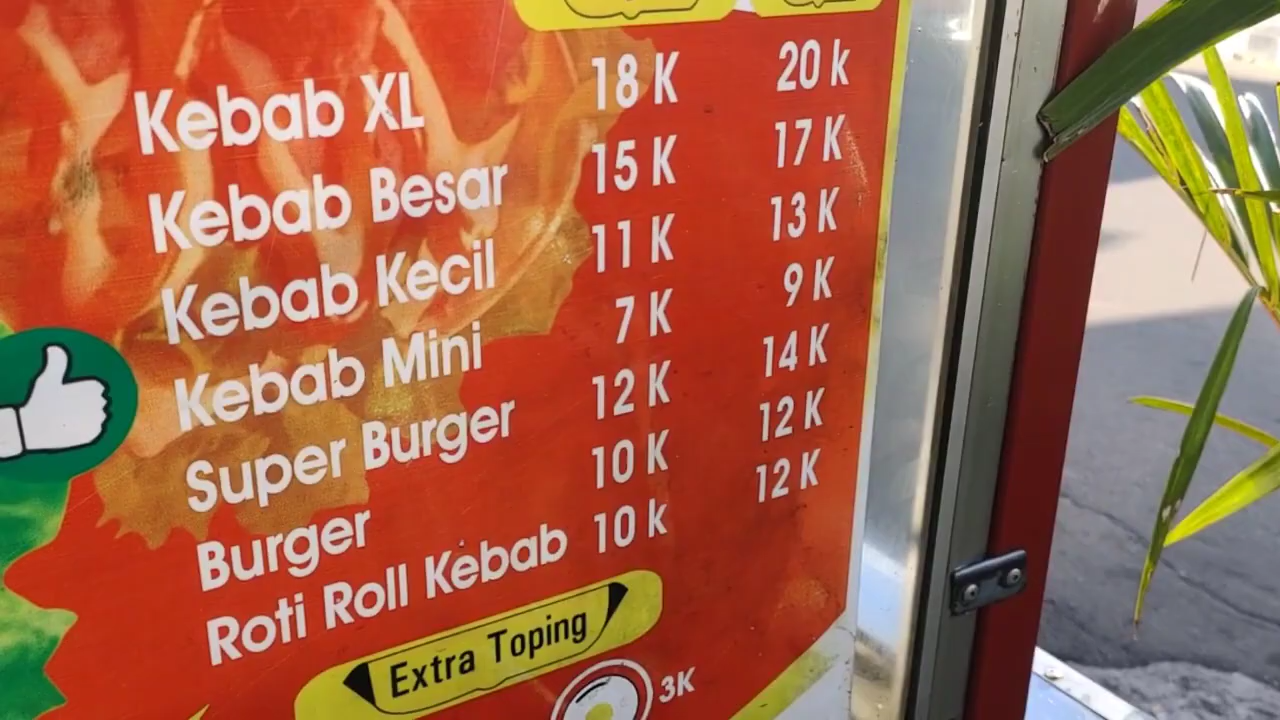 Kebab XL 18 K 20 k
Kebab Besar 15 K 17 K
Kebab Kecil 11 K 13 K
Kebab Mini 7 K 9 K
Super Burger 12 K 14 K
Burger 10 K 12 K
Roti Roll Kebab 10 k 12 K
Extra Toping
3K